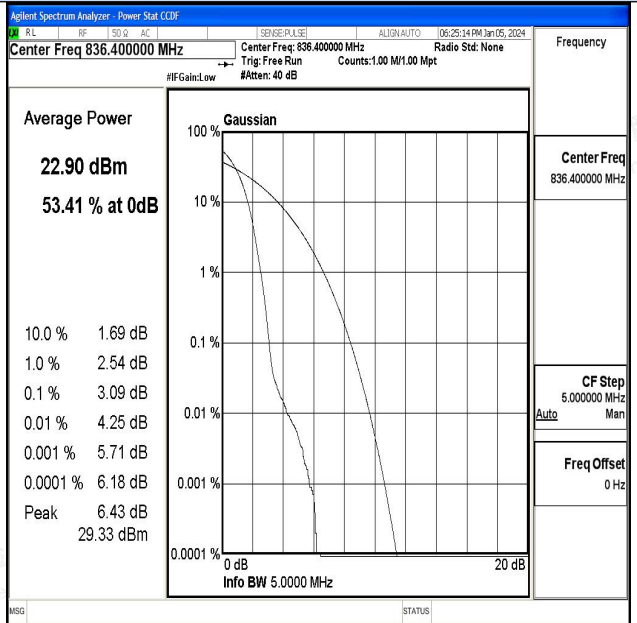 Agilent Spectrum Analyzer - Power Stat CCDF
LXI RL RF 50 Ω AC SENSE:PULSE ALIGN AUTO 06:25:14 PM Jan 05, 2024
Center Freq 836.400000 MHz
Center Freq: 836.400000 MHz Radio Std: None
Trig: Free Run Counts:1.00 M/1.00 Mpt
#IFGain:Low #Atten: 40 dB
Frequency
Average Power
22.90 dBm
53.41 % at 0dB
10.0 % 1.69 dB
1.0 % 2.54 dB
0.1 % 3.09 dB
0.01 % 4.25 dB
0.001 % 5.71 dB
0.0001 % 6.18 dB
Peak 6.43 dB
29.33 dBm
Gaussian
100 %
10 %
1 %
0.1 %
0.01 %
0.001 %
0.0001 %
0 dB 20 dB
Info BW 5.0000 MHz
Center Freq
836.400000 MHz
CF Step
5.000000 MHz
Auto Man
Freq Offset
0 Hz
MSG STATUS